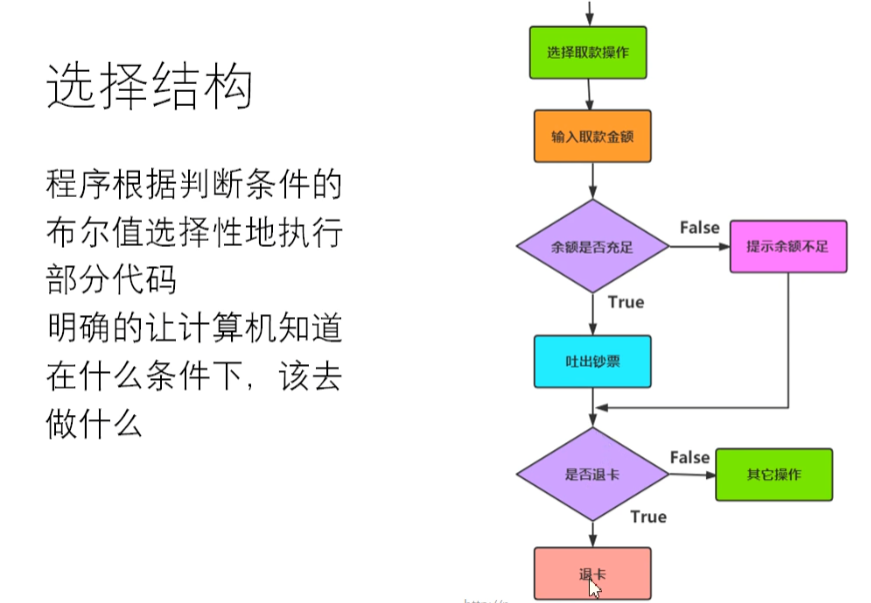 选择结构
程序根据判断条件的
布尔值选择性地执行
部分代码
明确的让计算机知道
在什么条件下，该去
做什么
选择取款操作
输入取款金额
余额是否充足
False
提示余额不足
True
吐出钞票
是否退卡
False
其它操作
True
退卡